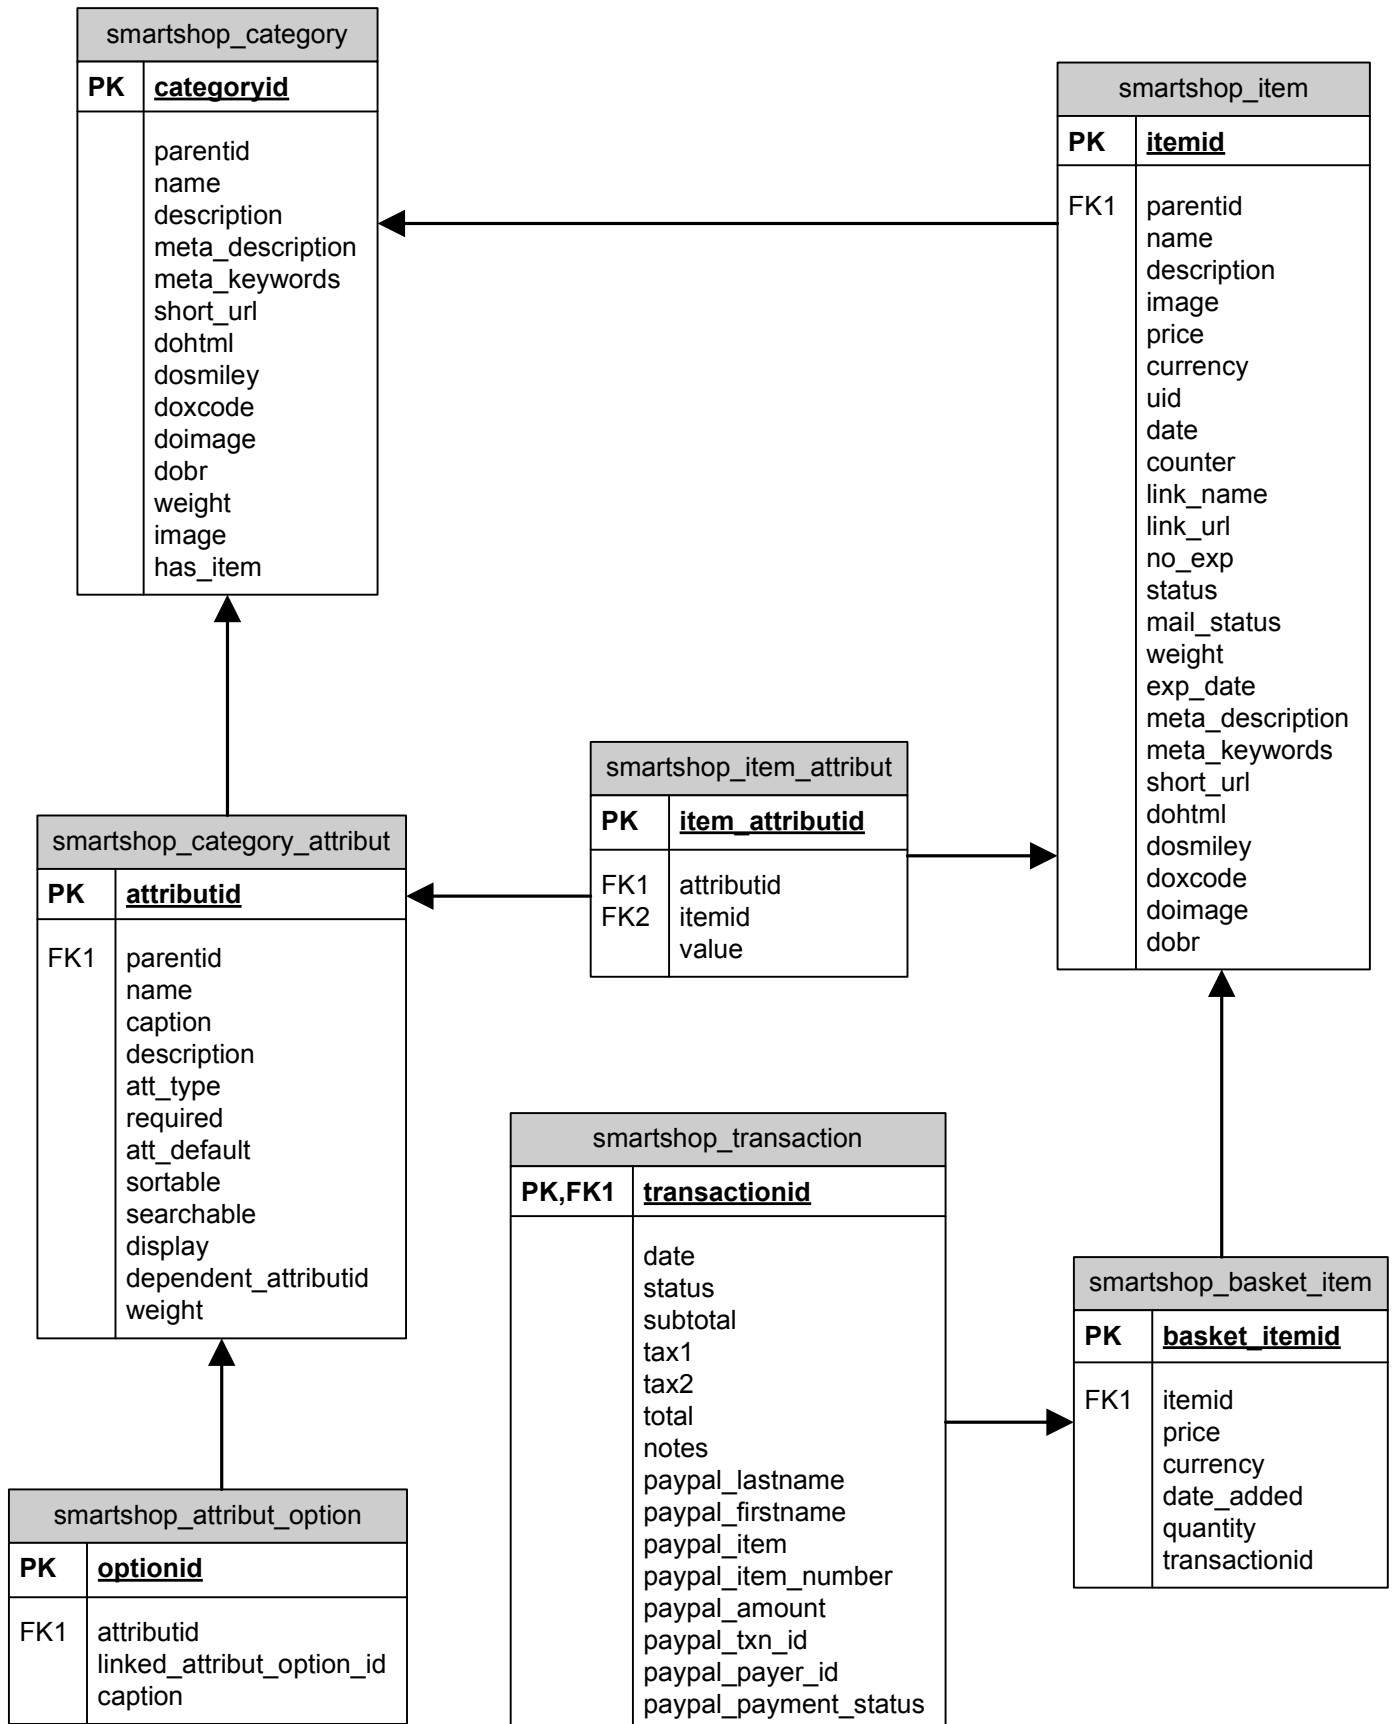 smartshop_category
PK categoryid
parentid
name
description
meta_description
meta_keywords
short_url
dohtml
dosmiley
doxcode
doimage
dobr
weight
image
has_item
smartshop_item
PK itemid
FK1 parentid
name
description
image
price
currency
uid
date
counter
link_name
link_url
no_exp
status
mail_status
weight
exp_date
meta_description
meta_keywords
short_url
dohtml
dosmiley
doxcode
doimage
dobr
smartshop_item_attribut
PK item_attributid
FK1 attributid
FK2 itemid
value
smartshop_category_attribut
PK attributid
FK1 parentid
name
caption
description
att_type
required
att_default
sortable
searchable
display
dependent_attributid
weight
smartshop_transaction
PK,FK1 transactionid
date
status
subtotal
tax1
tax2
total
notes
paypal_lastname
paypal_firstname
paypal_item
paypal_item_number
paypal_amount
paypal_txn_id
paypal_payer_id
paypal_payment_status
smartshop_basket_item
PK basket_itemid
FK1 itemid
price
currency
date_added
quantity
transactionid
smartshop_attribut_option
PK optionid
FK1 attributid
linked_attribut_option_id
caption